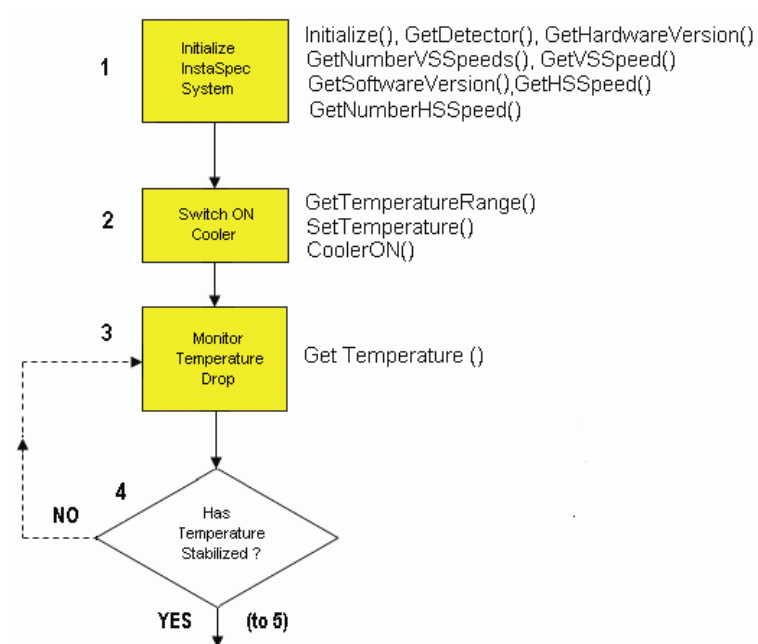 1
Initialize
InstaSpec
System
Initialize(), GetDetector(), GetHardwareVersion()
GetNumberVSSpeeds(), GetVSSpeed()
GetSoftwareVersion(),GetHSSpeed()
GetNumberHSSpeed()
2
Switch ON
Cooler
GetTemperatureRange()
SetTemperature()
CoolerON()
3
Monitor
Temperature
Drop
Get Temperature ()
4
Has
Temperature
Stabilized ?
NO
YES (to 5)